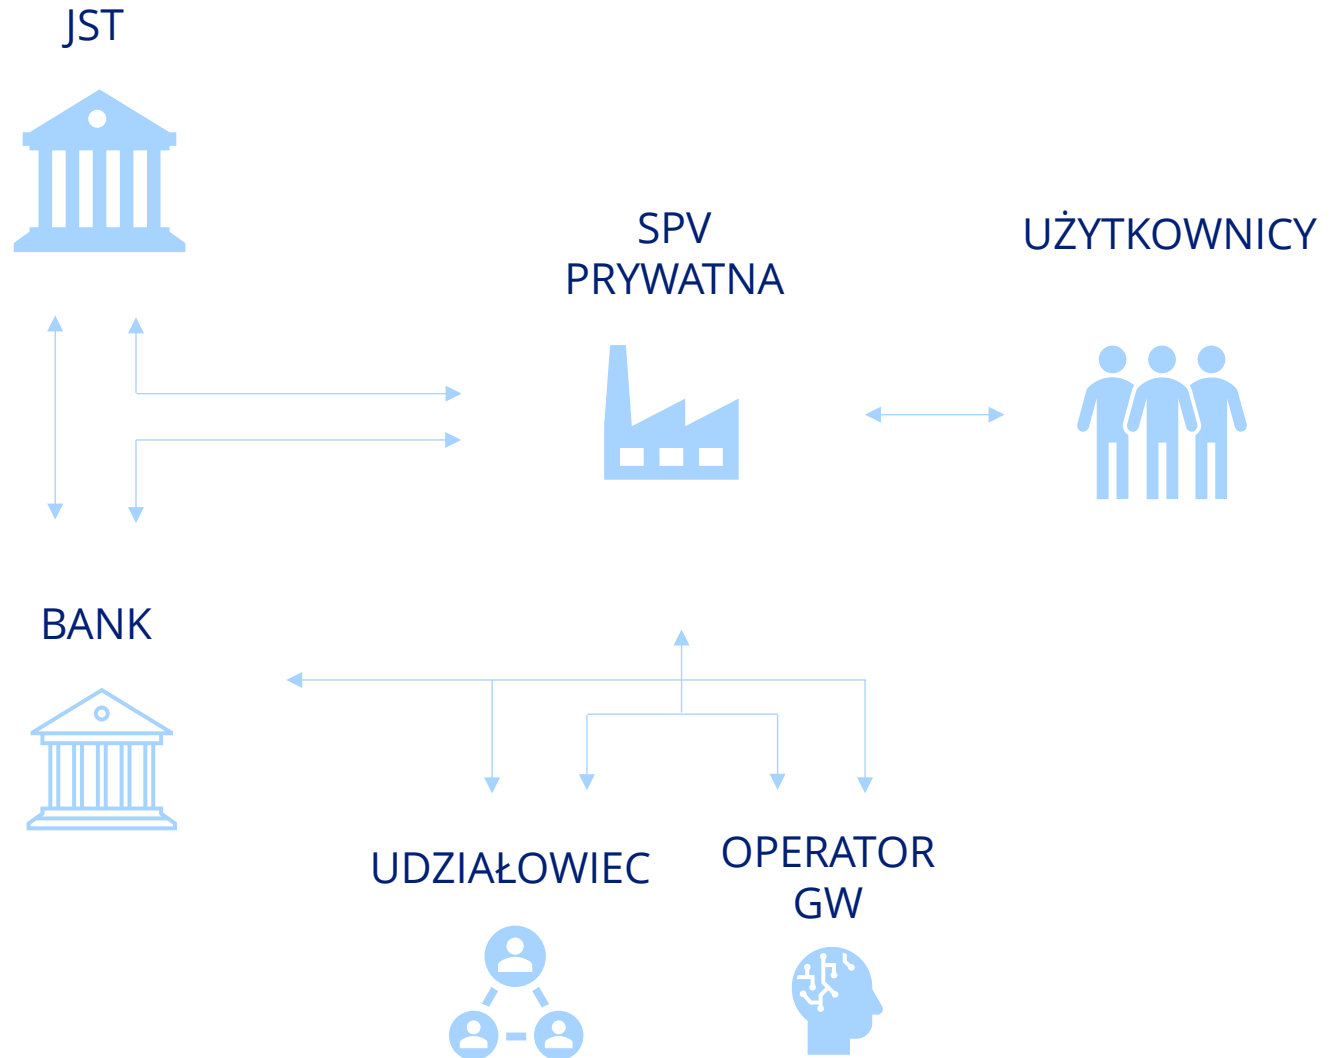 JST
SPV
PRYWATNA
UŻYTKOWNICY
BANK
UDZIAŁOWIEC
OPERATOR
GW